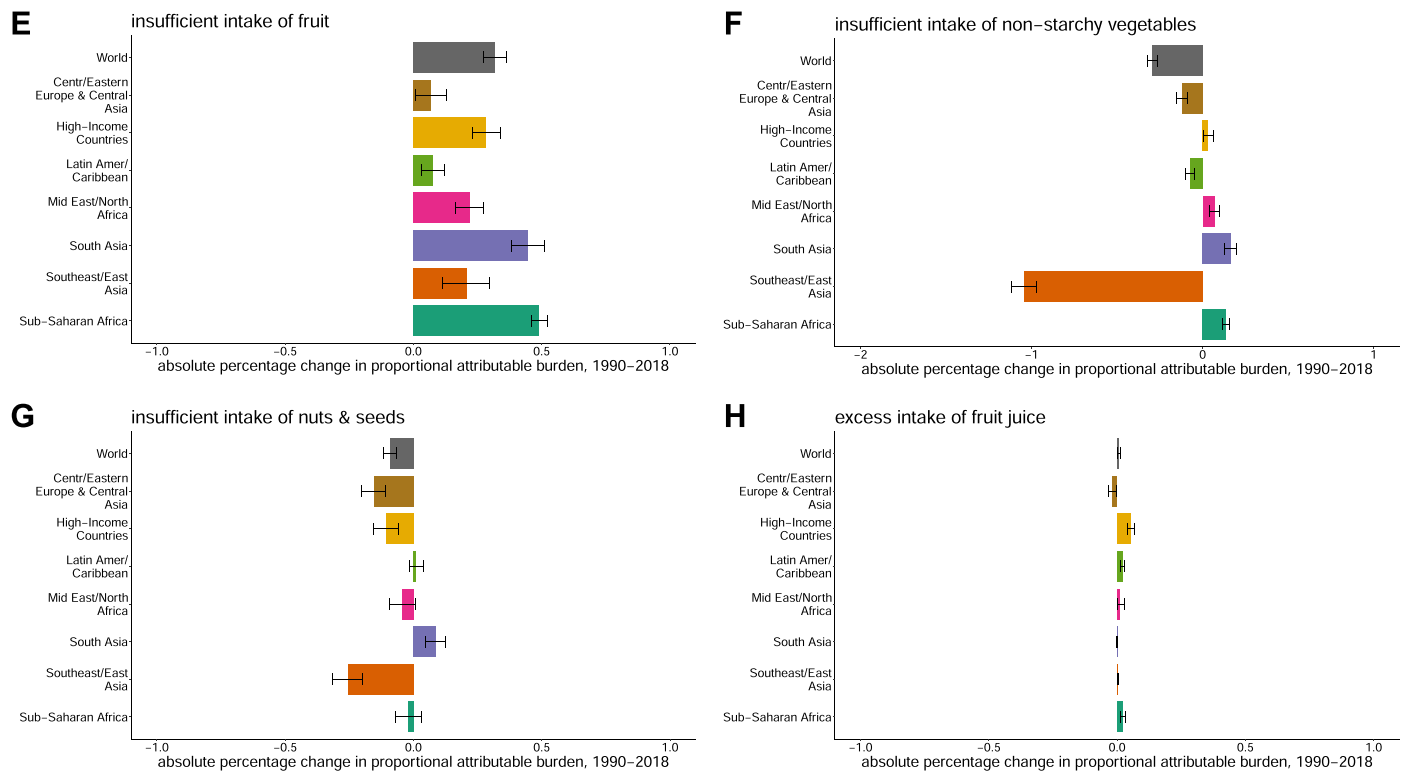 E
insufficient intake of fruit
World
Centr/Eastern
Europe & Central
Asia
High−Income
Countries
Latin Amer/
Caribbean
Mid East/North
Africa
South Asia
Southeast/East
Asia
Sub−Saharan Africa
−1.0 −0.5 0.0 0.5 1.0
absolute percentage change in proportional attributable burden, 1990−2018
F
insufficient intake of non−starchy vegetables
World
Centr/Eastern
Europe & Central
Asia
High−Income
Countries
Latin Amer/
Caribbean
Mid East/North
Africa
South Asia
Southeast/East
Asia
Sub−Saharan Africa
−2 −1 0 1
absolute percentage change in proportional attributable burden, 1990−2018
G
insufficient intake of nuts & seeds
World
Centr/Eastern
Europe & Central
Asia
High−Income
Countries
Latin Amer/
Caribbean
Mid East/North
Africa
South Asia
Southeast/East
Asia
Sub−Saharan Africa
−1.0 −0.5 0.0 0.5 1.0
absolute percentage change in proportional attributable burden, 1990−2018
H
excess intake of fruit juice
World
Centr/Eastern
Europe & Central
Asia
High−Income
Countries
Latin Amer/
Caribbean
Mid East/North
Africa
South Asia
Southeast/East
Asia
Sub−Saharan Africa
−1.0 −0.5 0.0 0.5 1.0
absolute percentage change in proportional attributable burden, 1990−2018